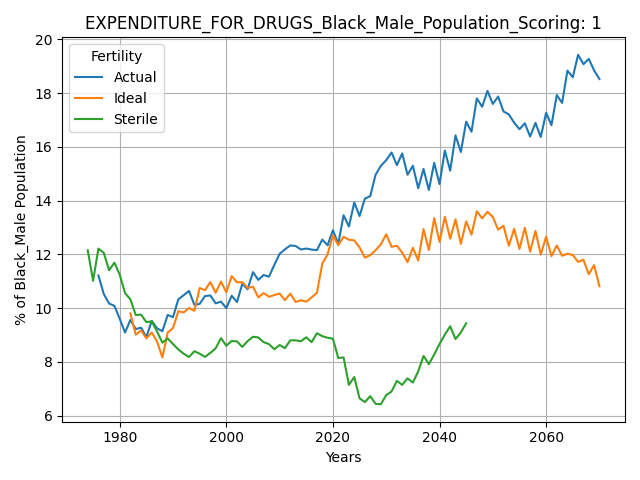 EXPENDITURE_FOR_DRUGS_Black_Male_Population_Scoring: 1
Fertility
Actual
Ideal
Sterile
% of Black_Male Population
20
18
16
14
12
10
8
6
1980 2000 2020 2040 2060
Years